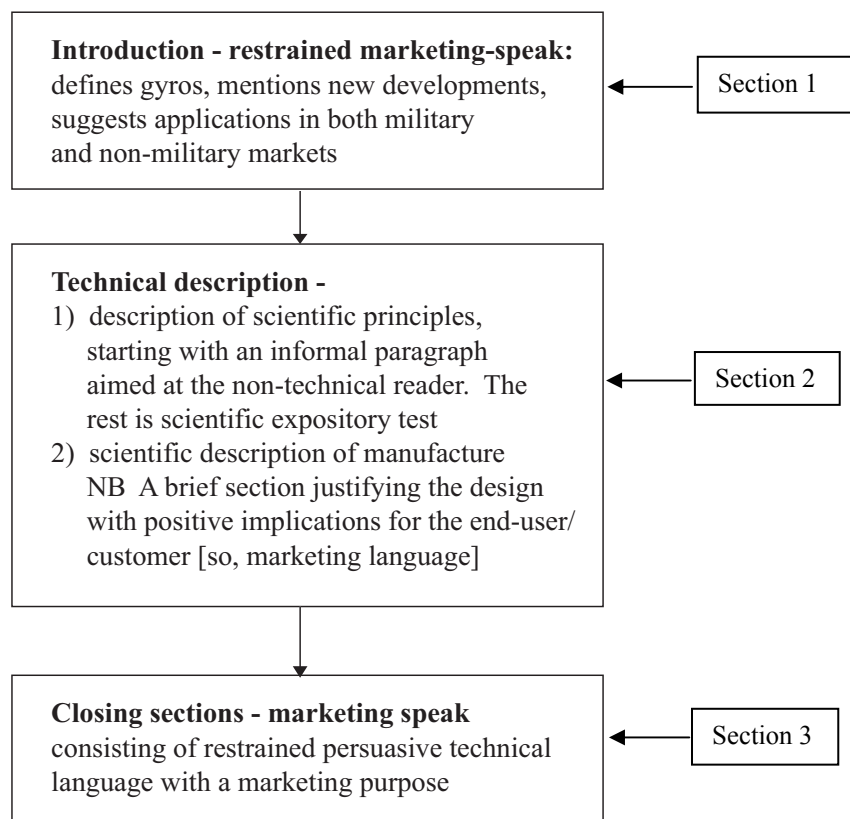 Introduction - restrained marketing-speak:
defines gyros, mentions new developments,
suggests applications in both military
and non-military markets
Section 1
Technical description -
1) description of scientific principles,
starting with an informal paragraph
aimed at the non-technical reader. The
rest is scientific expository test
2) scientific description of manufacture
NB A brief section justifying the design
with positive implications for the end-user/
customer [so, marketing language]
Section 2
Closing sections - marketing speak
consisting of restrained persuasive technical
language with a marketing purpose
Section 3